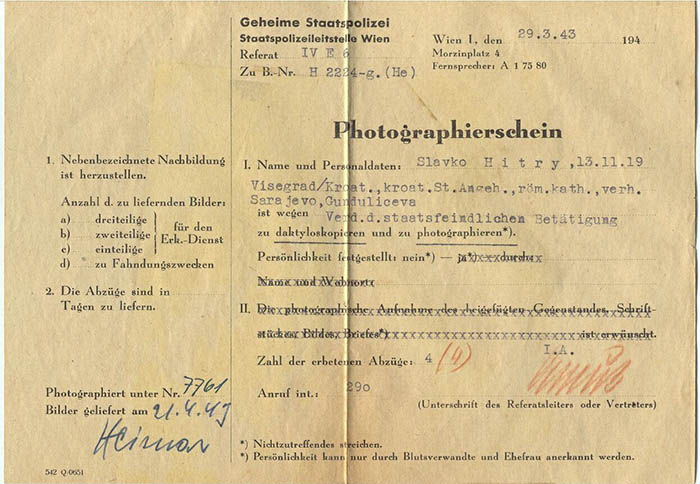 Geheime Staatspolizei
Staatspolizeileitstelle Wien
Referat IV E 6
Zu B.-Nr. H 2224-g.(He)
Wien I., den 29.3.43 194
Morzinplatz 4
Fernsprecher: A 1 75 80
Photographierschein
1. Nebenbezeichnete Nachbildung
ist herzustellen.
Anzahl d. zu liefernden Bilder:
a) dreiteilige
b) zweiteilige
c) einteilige
für den
Erk.-Dienst
d) zu Fahndungszwecken
2. Die Abzüge sind in
Tagen zu liefern.
Photographiert unter Nr. 7761
Bilder geliefert am 21.4.43
I. Name und Personaldaten: Slavko Hitry,13.11.19
Visegrad/Kroat.,kroat.St.Angeh.,röm.kath.,verh.
Sarajevo,Gunduliceva
ist wegen Verd.d.staatsfeindlichen Betätigung
zu daktyloskopieren und zu photographieren*).
Persönlichkeit festgestellt: nein*) — ja*) durch:
Name und Wohnort:
II. Die photographische Aufnahme des beigefügten Gegenstandes, Schrift-
stückes, Bildes, Briefes*) ist erwünscht.
Zahl der erbetenen Abzüge: 4 (4) I.A.
Anruf int.: 290
(Unterschrift des Referatsleiters oder Vertreters)
*) Nichtzutreffendes streichen.
*) Persönlichkeit kann nur durch Blutsverwandte und Ehefrau anerkannt werden.
542 Q/0651